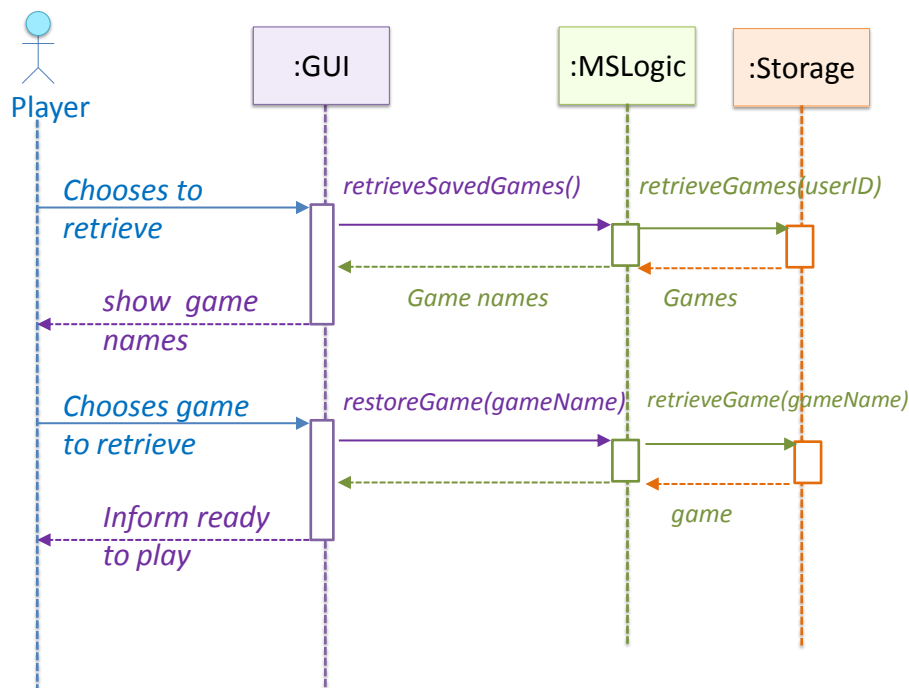 Player
:GUI
:MSLogic
:Storage
Chooses to
retrieve
retrieveSavedGames()
retrieveGames(userID)
Game names
Games
show game
names
Chooses game
to retrieve
restoreGame(gameName)
retrieveGame(gameName)
game
Inform ready
to play